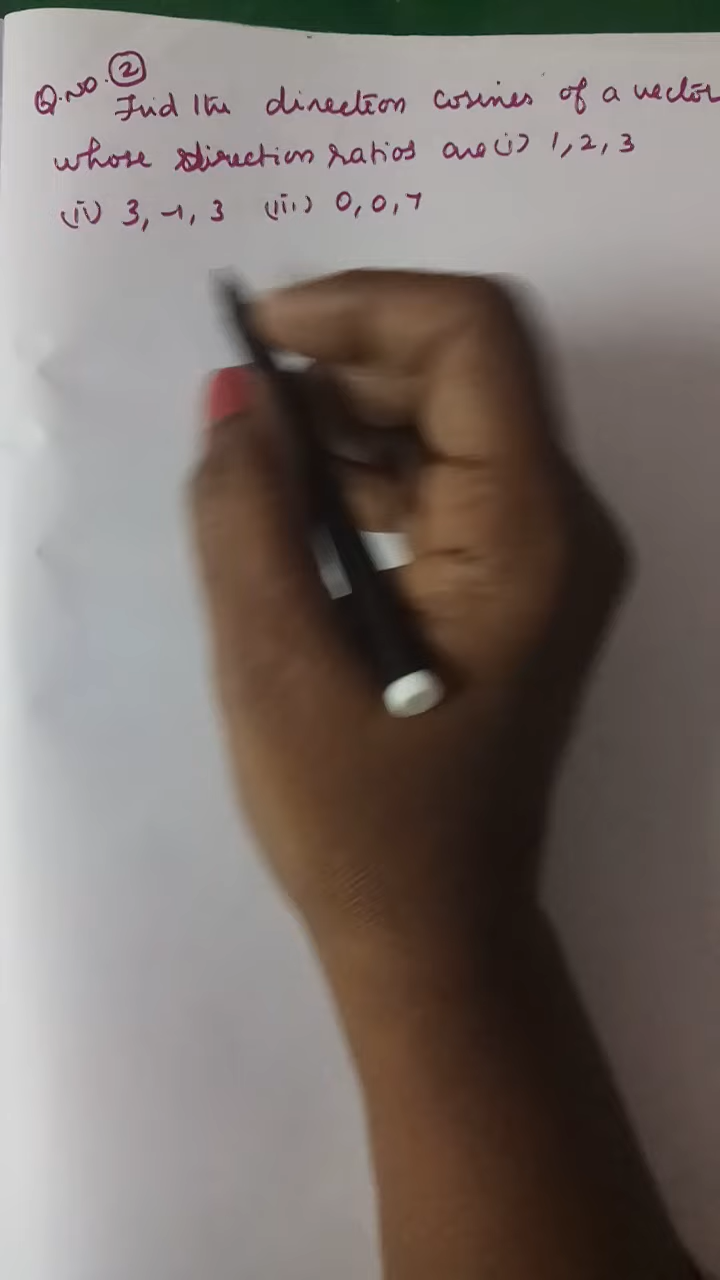 Q.No. ②
Find the direction cosines of a vector
whose direction ratios are (i) 1, 2, 3
(ii) 3, -1, 3 (iii) 0, 0, 7